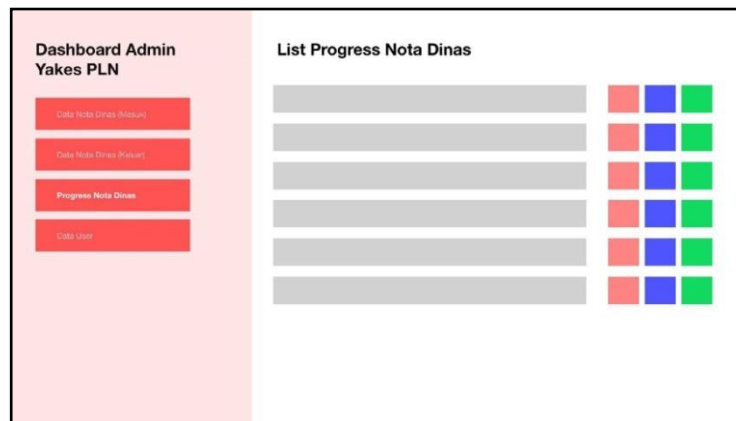 Dashboard Admin
Yakes PLN
Data Nota Dinas (Masuk)
Data Nota Dinas (Keluar)
Progress Nota Dinas
Data User
List Progress Nota Dinas